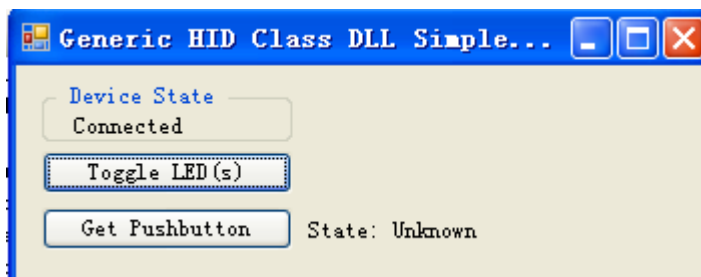 Generic HID Class DLL Simple...
Device State
Connected
Toggle LED(s)
Get Pushbutton State: Unknown